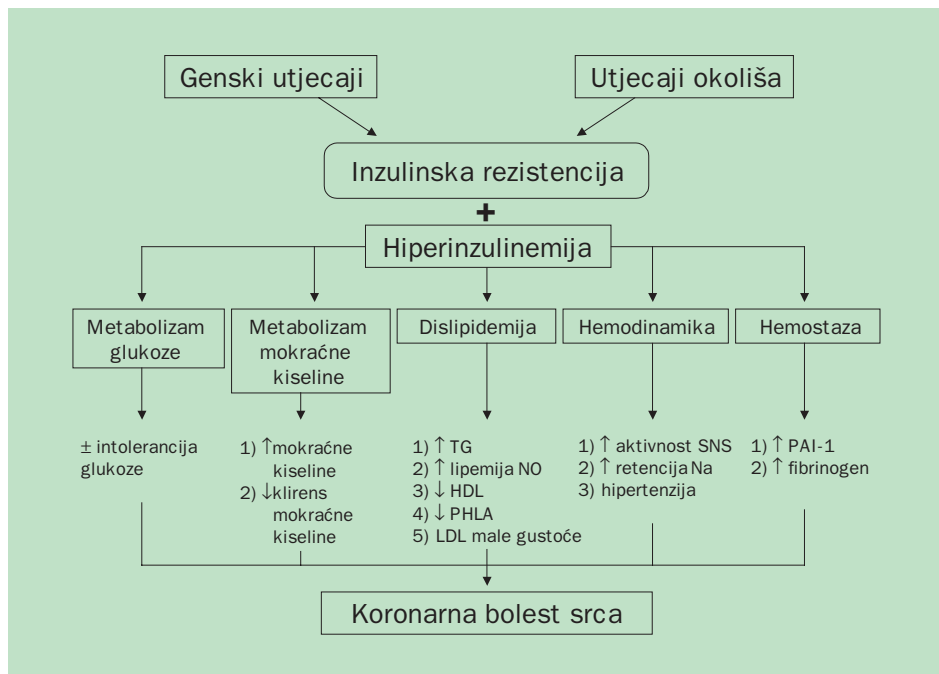 Genski utjecaji
Utjecaji okoliša
Inzulinska rezistencija
+
Hiperinzulinemija
Metabolizam
glukoze
Metabolizam
mokraćne
kiseline
Dislipidemija
Hemodinamika
Hemostaza
± intolerancija
glukoze
1) ↑mokraćne
kiseline
2) ↓klirens
mokraćne
kiseline
1) ↑ TG
2) ↑ lipemija NO
3) ↓ HDL
4) ↓ PHLA
5) LDL male gustoće
1) ↑ aktivnost SNS
2) ↑ retencija Na
3) hipertenzija
1) ↑ PAI-1
2) ↑ fibrinogen
Koronarna bolest srca